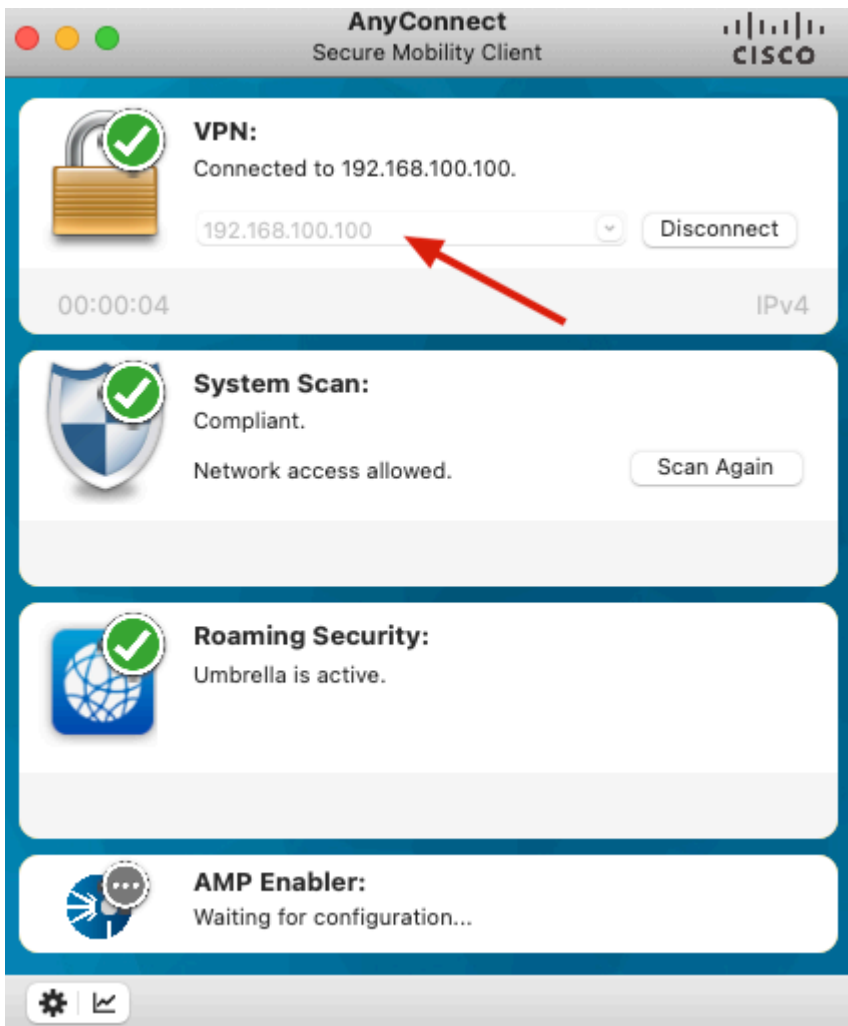 AnyConnect
Secure Mobility Client
CISCO
VPN:
Connected to 192.168.100.100.
192.168.100.100
Disconnect
00:00:04
IPv4
System Scan:
Compliant.
Network access allowed.
Scan Again
Roaming Security:
Umbrella is active.
AMP Enabler:
Waiting for configuration...